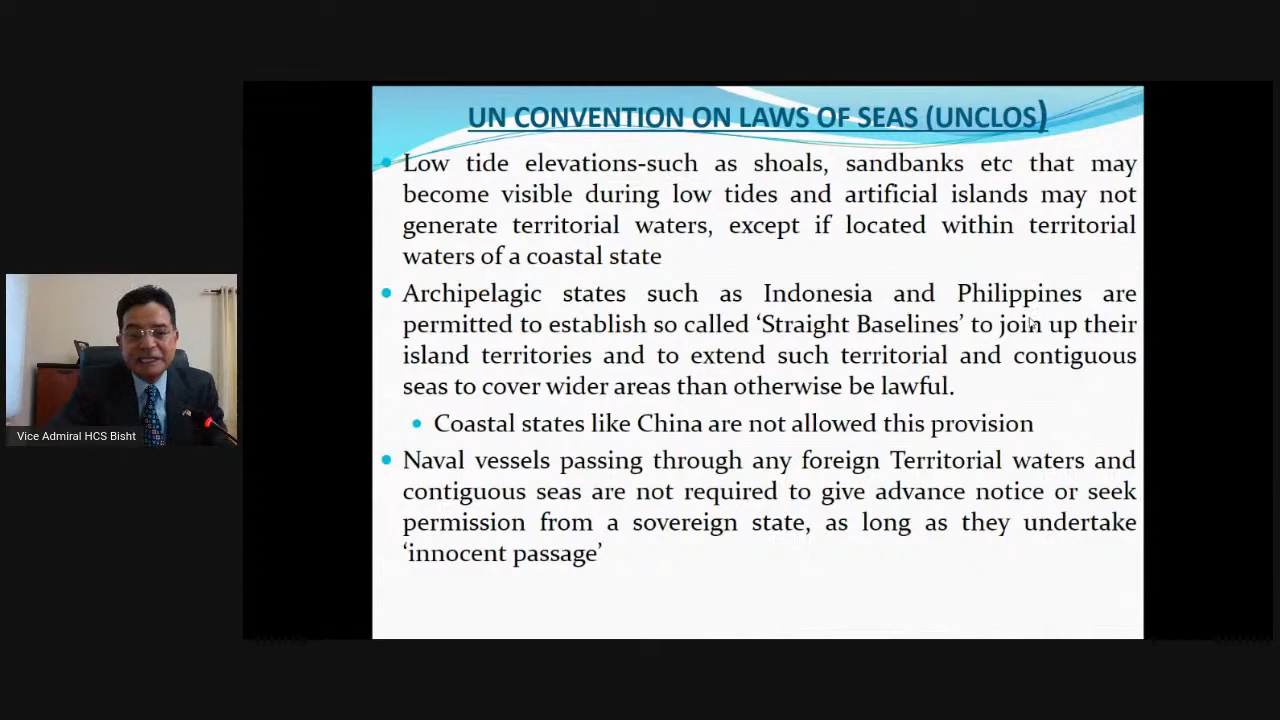 UN CONVENTION ON LAWS OF SEAS (UNCLOS)
Low tide elevations-such as shoals, sandbanks etc that may
become visible during low tides and artificial islands may not
generate territorial waters, except if located within territorial
waters of a coastal state
Archipelagic states such as Indonesia and Philippines are
permitted to establish so called ‘Straight Baselines’ to join up their
island territories and to extend such territorial and contiguous
seas to cover wider areas than otherwise be lawful.
Coastal states like China are not allowed this provision
Naval vessels passing through any foreign Territorial waters and
contiguous seas are not required to give advance notice or seek
permission from a sovereign state, as long as they undertake
‘innocent passage’
Vice Admiral HCS Bisht